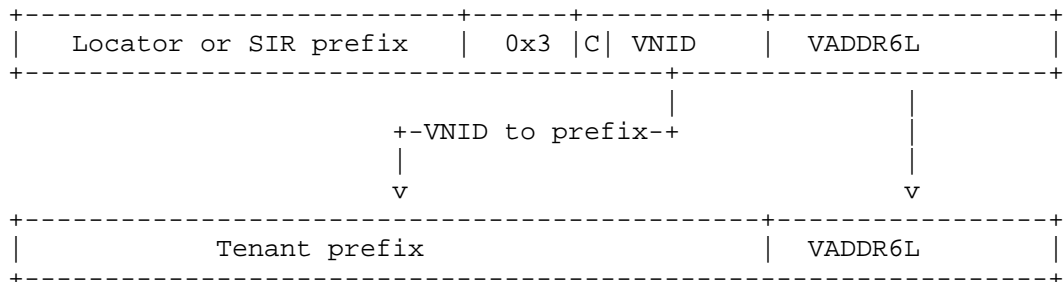 Locator or SIR prefix | 0x3 |C| VNID | VADDR6L
VNID to prefix
v v
Tenant prefix | VADDR6L